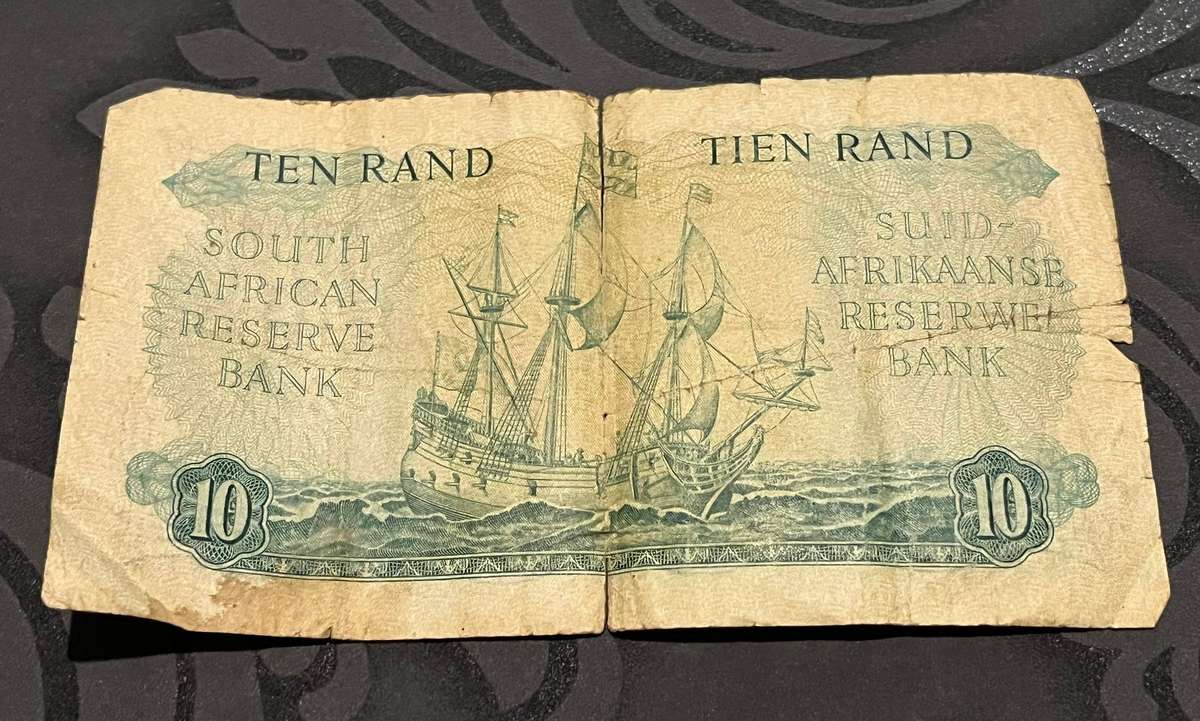 TEN RAND
SOUTH
AFRICAN
RESERVE
BANK
TIEN RAND
SUID-
AFRIKAANSE
RESERWE-
BANK
10
10